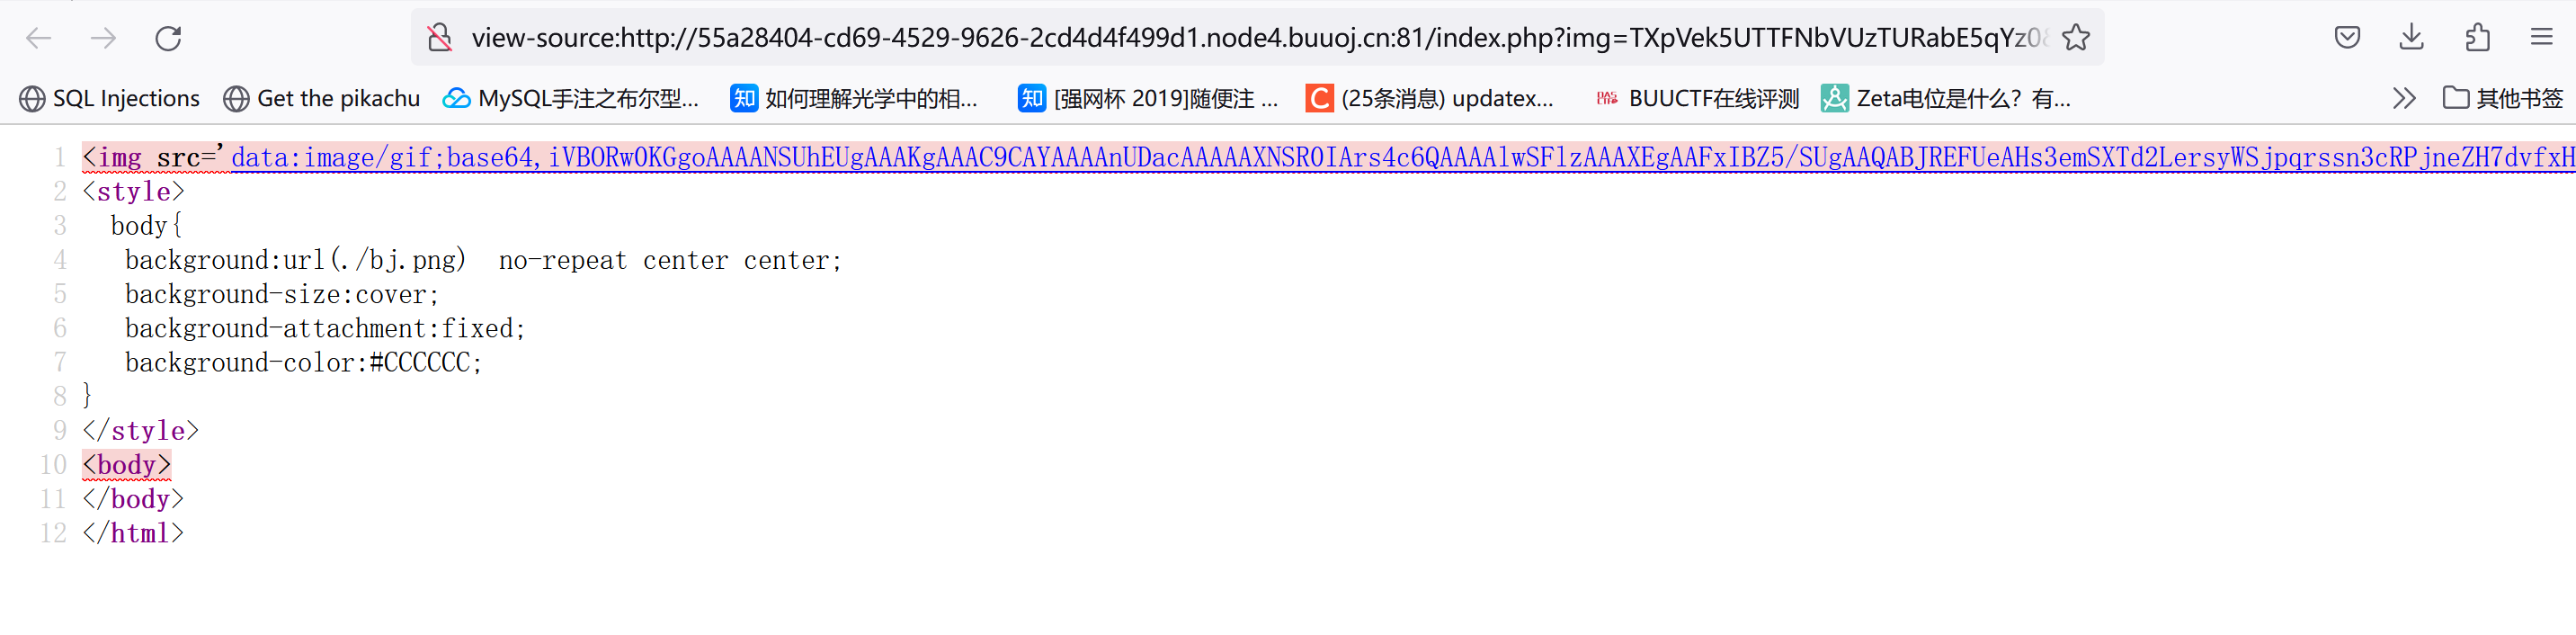 view-source:http://55a28404-cd69-4529-9626-2cd4d4f499d1.node4.buuoj.cn:81/index.php?img=TXpVek5UTTFNbVUzTURabE5qYz08
SQL Injections Get the pikachu MySQL手注之布尔型... 知 如何理解光学中的相... 知 [强网杯 2019]随便注 ... C (25条消息) updatex... BUUCTF在线评测 Zeta电位是什么？有... 其他书签
1 <img src='data:image/gif;base64,iVBORw0KGgoAAAANSUhEUgAAAKgAAAC9CAYAAAAnUDacAAAAAXNSR0IArs4c6QAAAAlwSFlzAAAXEgAAFxIBZ5/SUgAAQABJREFUeAHs3emSXTd2LersyWSjpqrssn3cRPjneZH7dvfxH
2 <style>
3 body{
4 background:url(./bj.png)  no-repeat center center;
5 background-size:cover;
6 background-attachment:fixed;
7 background-color:#CCCCCC;
8 }
9 </style>
10 <body>
11 </body>
12 </html>